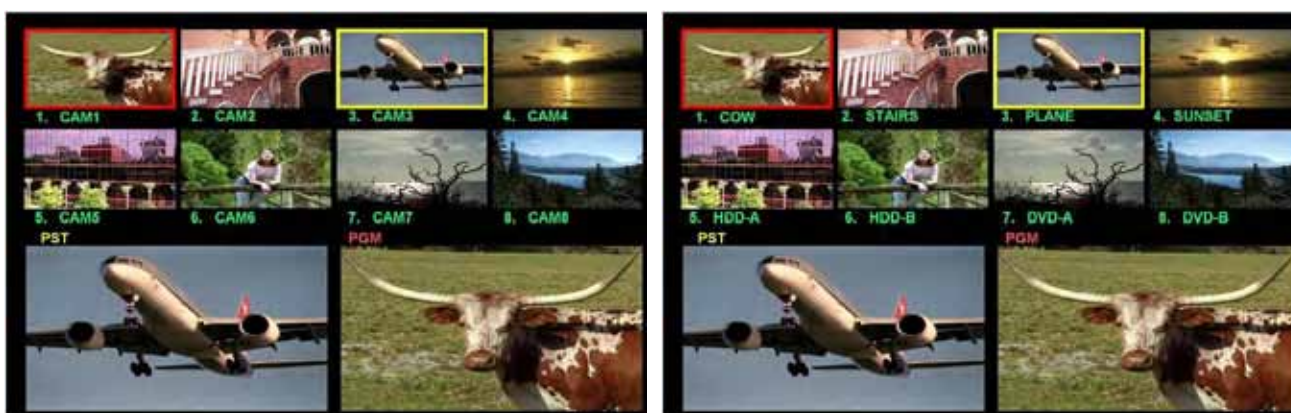 1. CAM1 2. CAM2 3. CAM3 4. CAM4
5. CAM5 6. CAM6 7. CAM7 8. CAM8
PST PGM
1. COW 2. STAIRS 3. PLANE 4. SUNSET
5. HDD-A 6. HDD-B 7. DVD-A 8. DVD-B
PST PGM